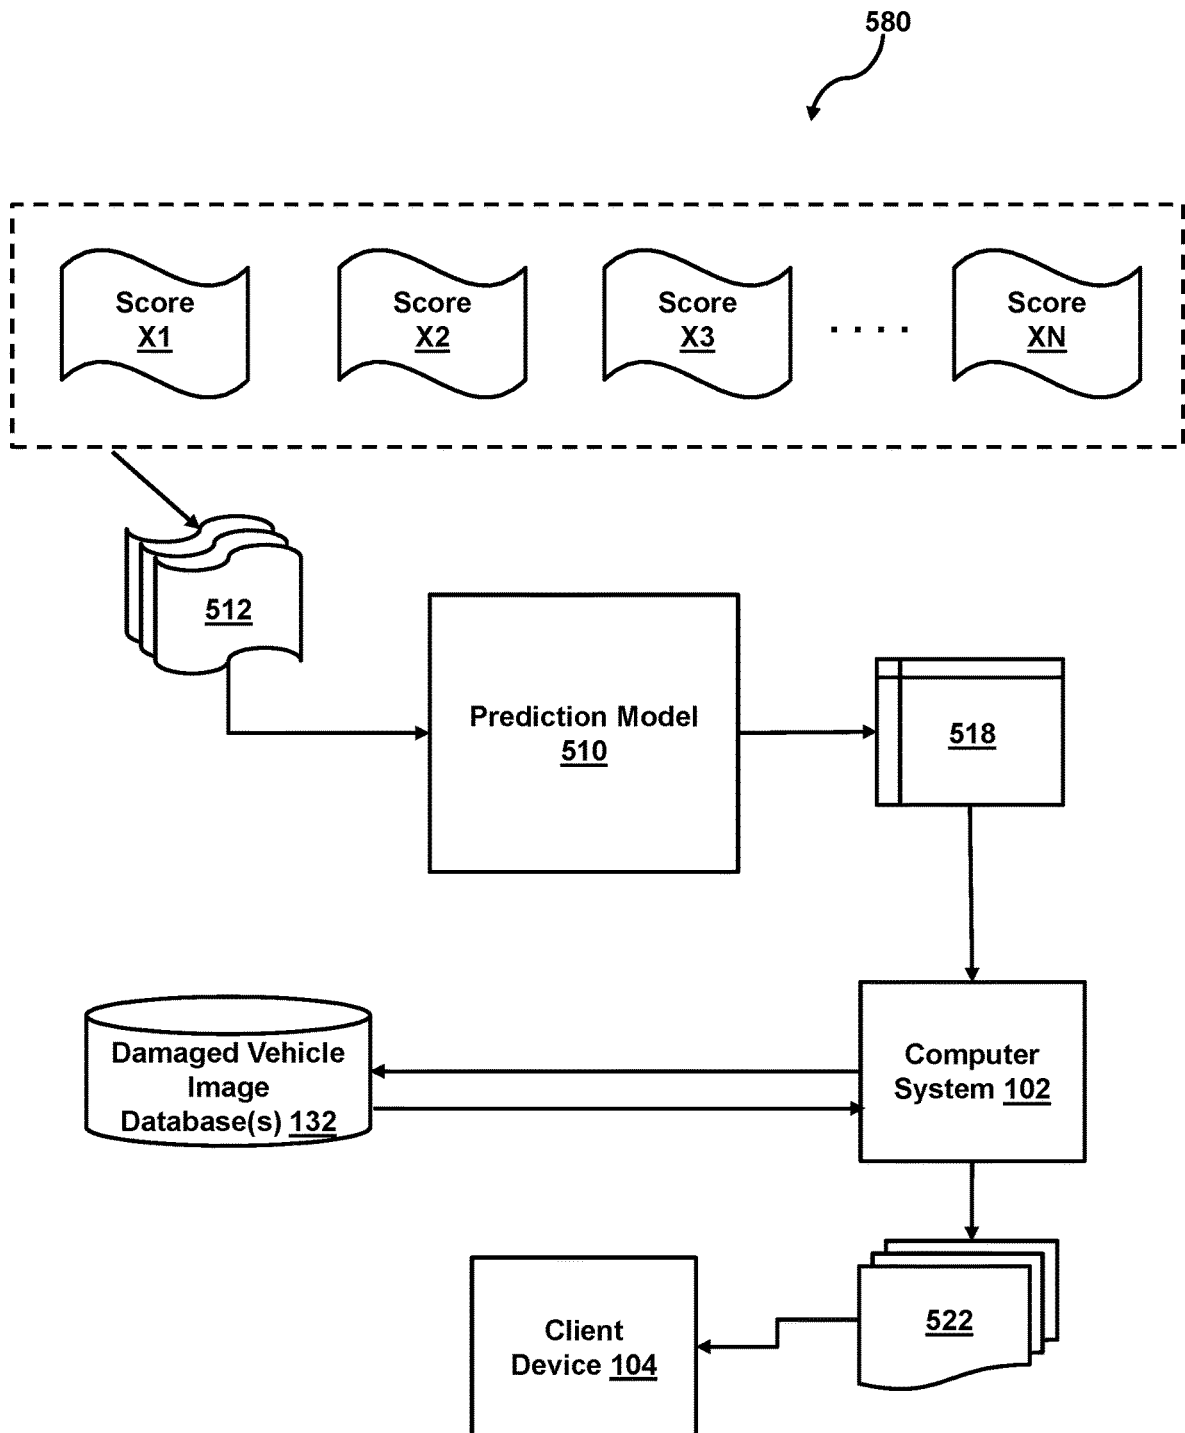 580
Score
X1
Score
X2
Score
X3
. . . .
Score
XN
512
Prediction Model
510
518
Damaged Vehicle
Image
Database(s) 132
Computer
System 102
522
Client
Device 104